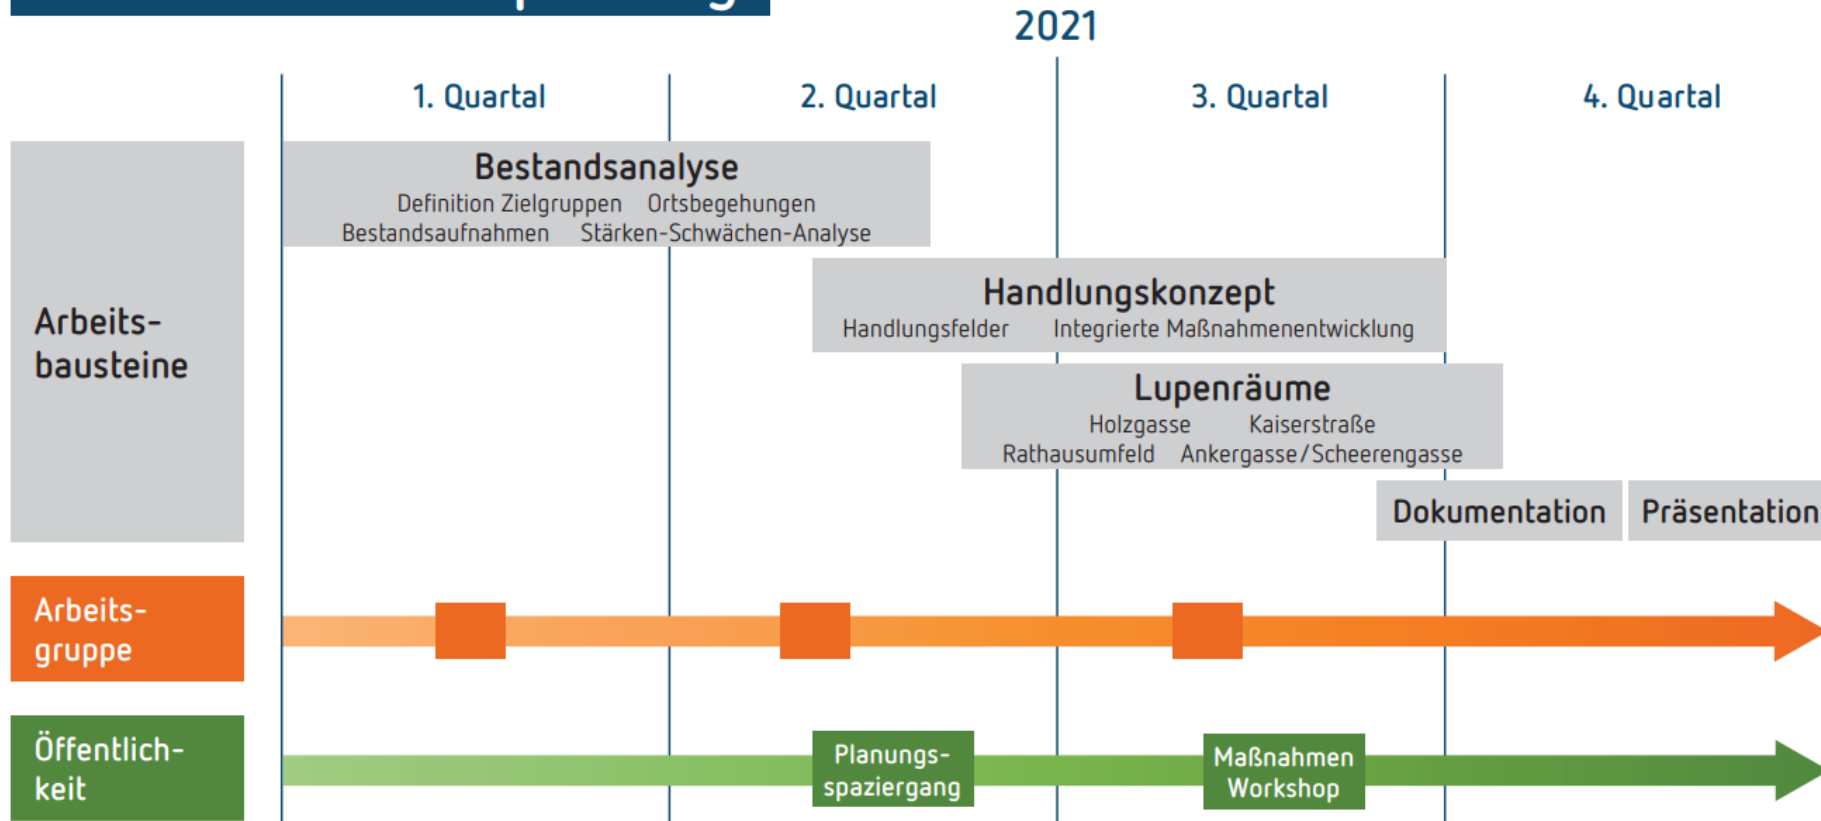 2021
1. Quartal 2. Quartal 3. Quartal 4. Quartal
Bestandsanalyse
Definition Zielgruppen Ortsbegehungen
Bestandsaufnahmen Stärken-Schwächen-Analyse
Handlungskonzept
Handlungsfelder Integrierte Maßnahmenentwicklung
Arbeits-
bausteine
Lupenräume
Holzgasse Kaiserstraße
Rathausumfeld Ankergasse/Scheerengasse
Dokumentation Präsentation
Arbeits-
gruppe
Öffentlich-
keit
Planungs-
spaziergang
Maßnahmen
Workshop